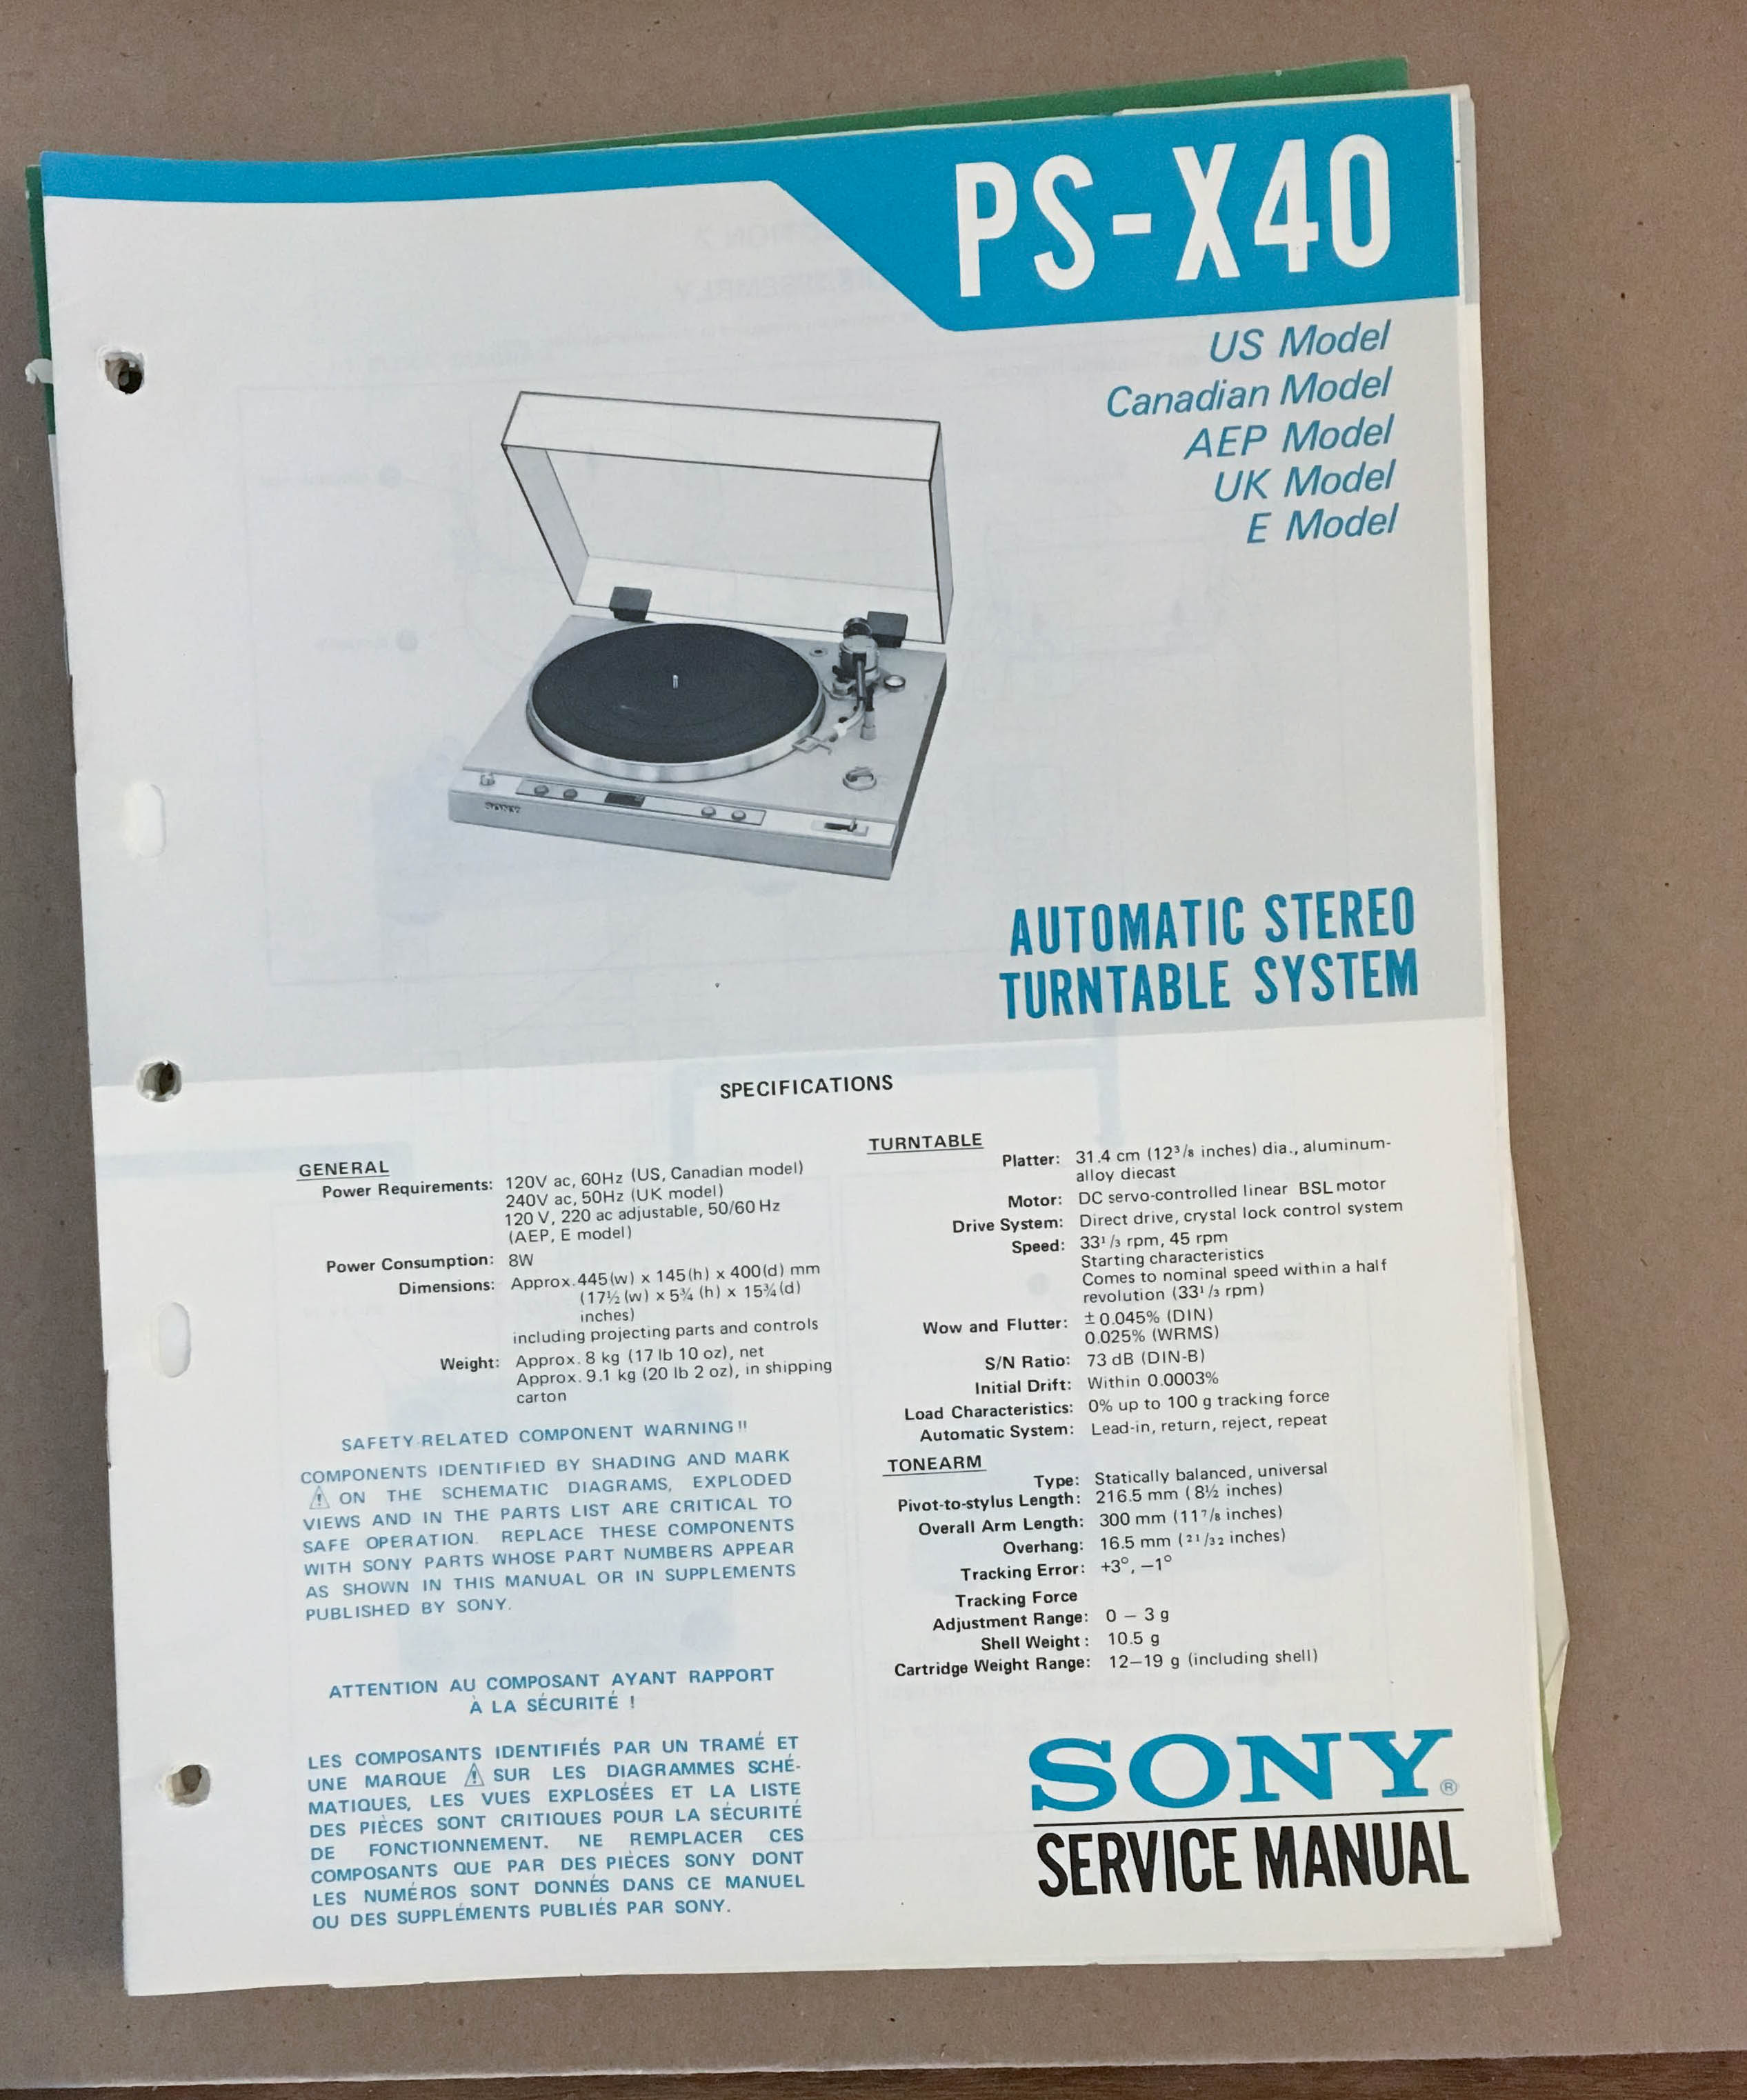 PS-X40
US Model
Canadian Model
AEP Model
UK Model
E Model
SONY
AUTOMATIC STEREO
TURNTABLE SYSTEM
SPECIFICATIONS
GENERAL
Power Requirements: 120V ac, 60Hz (US, Canadian model)
240V ac, 50Hz (UK model)
120 V, 220 ac adjustable, 50/60 Hz
(AEP, E model)
Power Consumption: 8W
Dimensions: Approx. 445(w) x 145(h) x 400(d) mm
(17½ (w) x 5¾ (h) x 15¾ (d)
inches)
including projecting parts and controls
Weight: Approx. 8 kg (17 lb 10 oz), net
Approx. 9.1 kg (20 lb 2 oz), in shipping
carton
SAFETY-RELATED COMPONENT WARNING!!
COMPONENTS IDENTIFIED BY SHADING AND MARK
⚠ ON THE SCHEMATIC DIAGRAMS, EXPLODED
VIEWS AND IN THE PARTS LIST ARE CRITICAL TO
SAFE OPERATION. REPLACE THESE COMPONENTS
WITH SONY PARTS WHOSE PART NUMBERS APPEAR
AS SHOWN IN THIS MANUAL OR IN SUPPLEMENTS
PUBLISHED BY SONY.
ATTENTION AU COMPOSANT AYANT RAPPORT
À LA SÉCURITÉ !
LES COMPOSANTS IDENTIFIÉS PAR UN TRAMÉ ET
UNE MARQUE ⚠ SUR LES DIAGRAMMES SCHÉ-
MATIQUES, LES VUES EXPLOSÉES ET LA LISTE
DES PIÈCES SONT CRITIQUES POUR LA SÉCURITÉ
DE FONCTIONNEMENT. NE REMPLACER CES
COMPOSANTS QUE PAR DES PIÈCES SONY DONT
LES NUMÉROS SONT DONNÉS DANS CE MANUEL
OU DES SUPPLÉMENTS PUBLIÉS PAR SONY.
TURNTABLE
Platter: 31.4 cm (12³/₈ inches) dia., aluminum-
alloy diecast
Motor: DC servo-controlled linear BSL motor
Drive System: Direct drive, crystal lock control system
Speed: 33¹/₃ rpm, 45 rpm
Starting characteristics
Comes to nominal speed within a half
revolution (33¹/₃ rpm)
Wow and Flutter: ± 0.045% (DIN)
0.025% (WRMS)
S/N Ratio: 73 dB (DIN-B)
Initial Drift: Within 0.0003%
Load Characteristics: 0% up to 100 g tracking force
Automatic System: Lead-in, return, reject, repeat
TONEARM
Type: Statically balanced, universal
Pivot-to-stylus Length: 216.5 mm (8½ inches)
Overall Arm Length: 300 mm (11⁷/₈ inches)
Overhang: 16.5 mm (²¹/₃₂ inches)
Tracking Error: +3°, −1°
Tracking Force
Adjustment Range: 0 – 3 g
Shell Weight: 10.5 g
Cartridge Weight Range: 12–19 g (including shell)
SONY®
SERVICE MANUAL